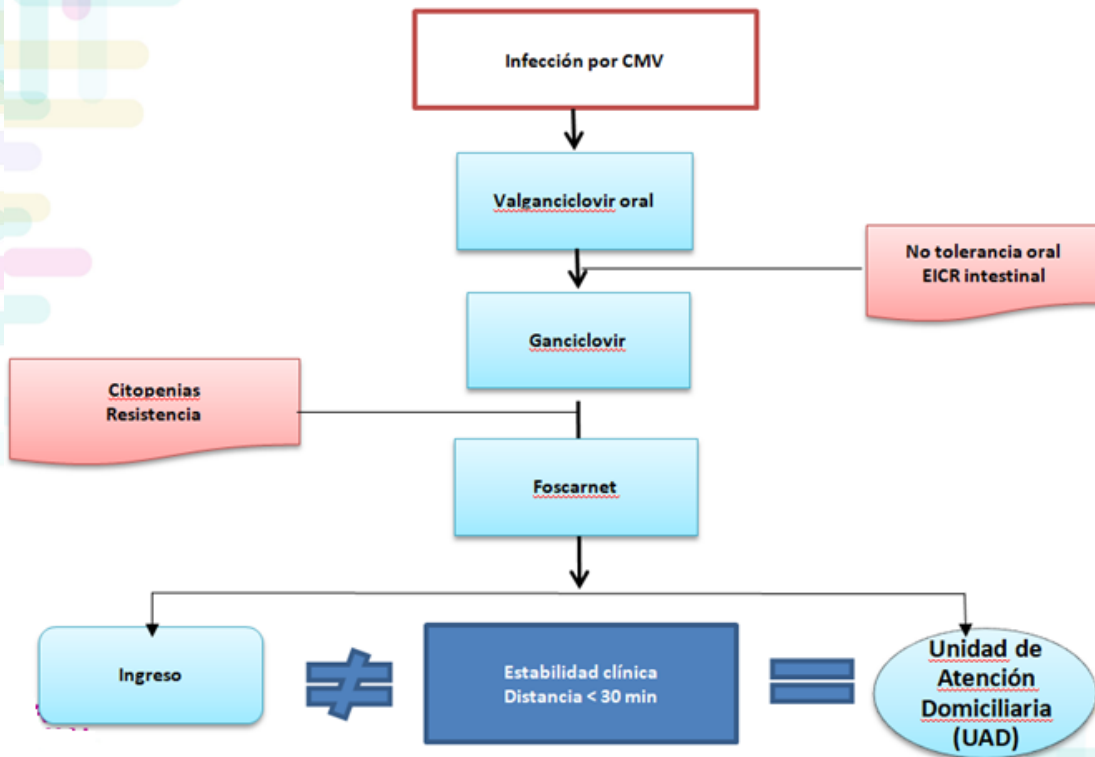 Infección por CMV
Valganciclovir oral
No tolerancia oral
EICR intestinal
Ganciclovir
Citopenias
Resistencia
Foscarnet
Ingreso
Estabilidad clínica
Distancia < 30 min
Unidad de
Atención
Domiciliaria
(UAD)